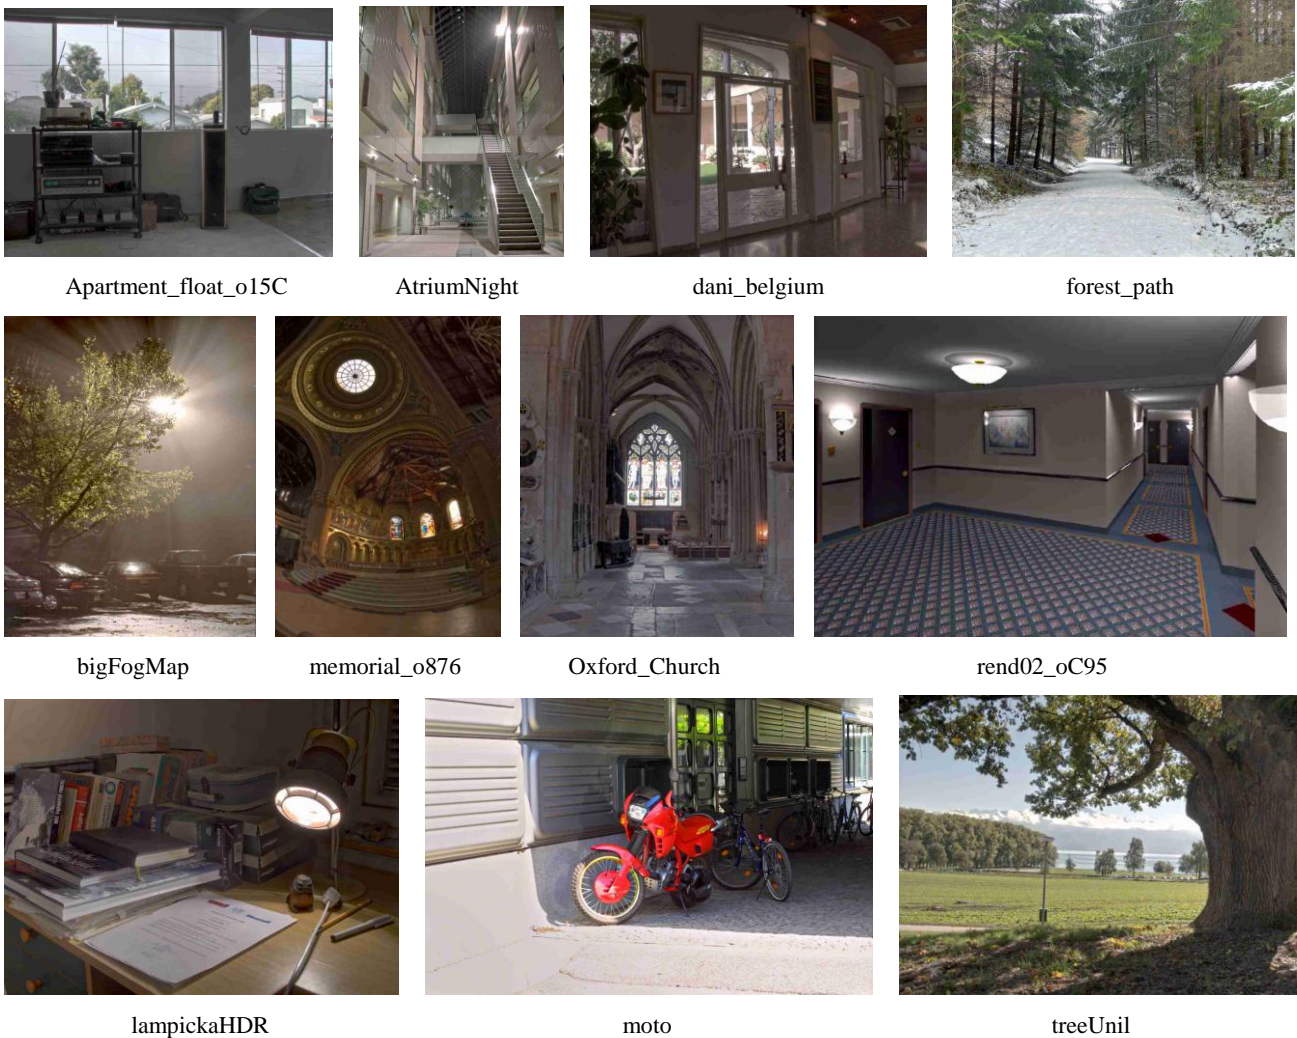 Apartment_float_o15C
AtriumNight
dani_belgium
forest_path
bigFogMap
memorial_o876
Oxford_Church
rend02_oC95
lampickaHDR
moto
treeUnil